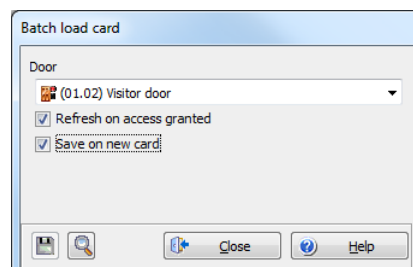 Batch load card
Door
(01.02) Visitor door
Refresh on access granted
Save on new card
Close
Help